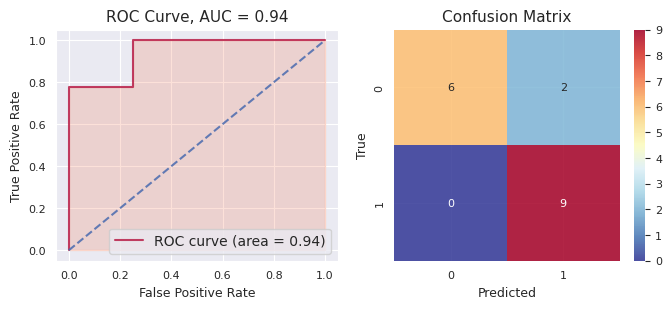 ROC Curve, AUC = 0.94
True Positive Rate
1.0
0.8
0.6
0.4
0.2
0.0
ROC curve (area = 0.94)
0.0 0.2 0.4 0.6 0.8 1.0
False Positive Rate
Confusion Matrix
True
0
1
6 2
0 9
0 1
Predicted
9
8
7
6
5
4
3
2
1
0